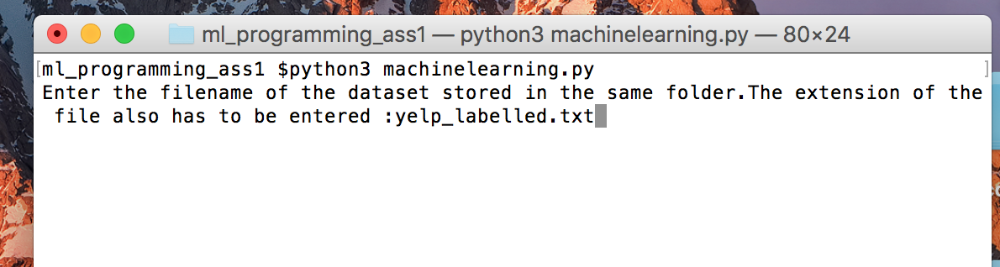 ml_programming_ass1 — python3 machinelearning.py — 80×24
[ml_programming_ass1 $python3 machinelearning.py ]
Enter the filename of the dataset stored in the same folder.The extension of the
file also has to be entered :yelp_labelled.txt